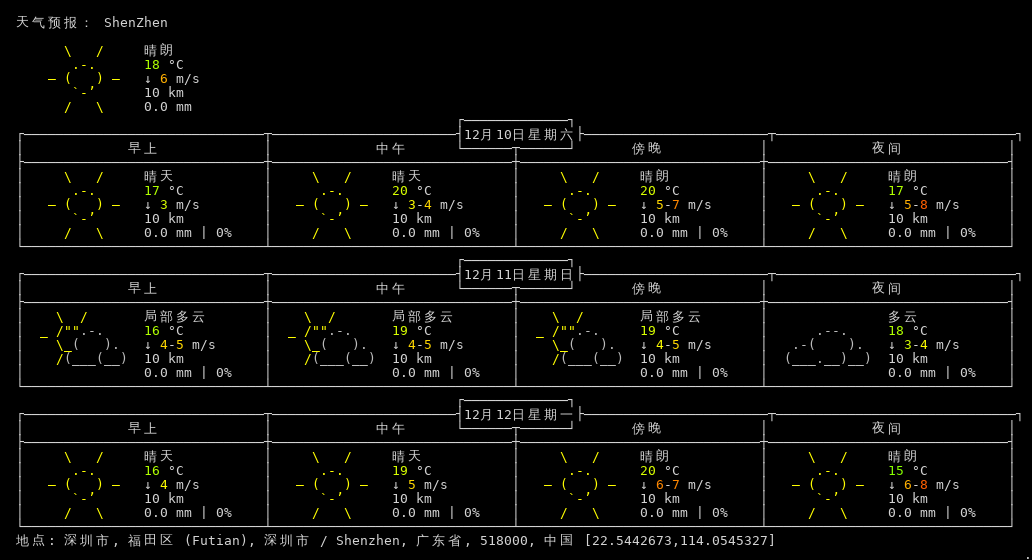 天气预报： ShenZhen
晴朗
18 °C
↓ 6 m/s
10 km
0.0 mm
12月10日星期六
早上 中午 傍晚 夜间
晴天 晴天 晴朗 晴朗
17 °C 20 °C 20 °C 17 °C
↓ 3 m/s ↓ 3-4 m/s ↓ 5-7 m/s ↓ 5-8 m/s
10 km 10 km 10 km 10 km
0.0 mm | 0% 0.0 mm | 0% 0.0 mm | 0% 0.0 mm | 0%
12月11日星期日
早上 中午 傍晚 夜间
局部多云 局部多云 局部多云 多云
16 °C 19 °C 19 °C 18 °C
↓ 4-5 m/s ↓ 4-5 m/s ↓ 4-5 m/s ↓ 3-4 m/s
10 km 10 km 10 km 10 km
0.0 mm | 0% 0.0 mm | 0% 0.0 mm | 0% 0.0 mm | 0%
12月12日星期一
早上 中午 傍晚 夜间
晴天 晴天 晴朗 晴朗
16 °C 19 °C 20 °C 15 °C
↓ 4 m/s ↓ 5 m/s ↓ 6-7 m/s ↓ 6-8 m/s
10 km 10 km 10 km 10 km
0.0 mm | 0% 0.0 mm | 0% 0.0 mm | 0% 0.0 mm | 0%
地点: 深圳市, 福田区 (Futian), 深圳市 / Shenzhen, 广东省, 518000, 中国 [22.5442673,114.0545327]